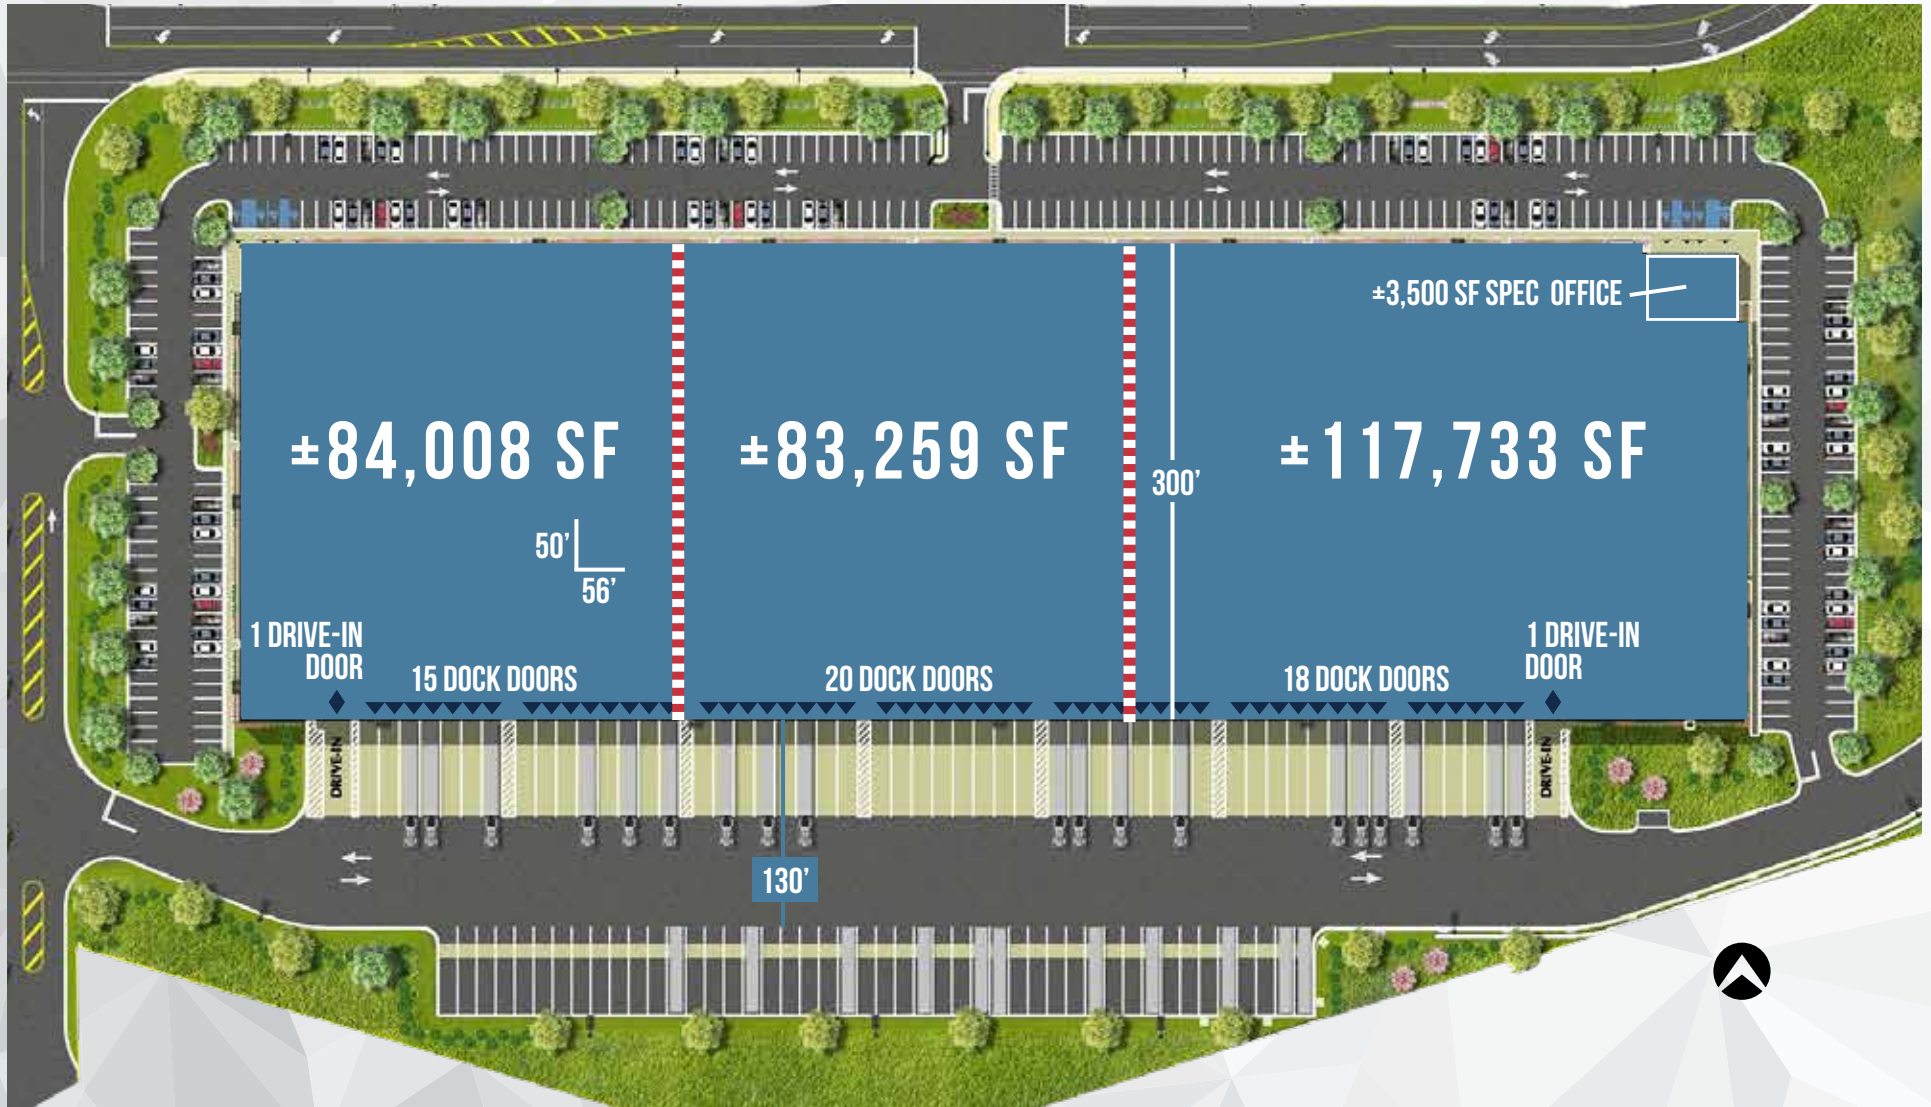 ±3,500 SF SPEC OFFICE
±84,008 SF
±83,259 SF
±117,733 SF
300'
50'
56'
1 DRIVE-IN
DOOR
15 DOCK DOORS
20 DOCK DOORS
18 DOCK DOORS
1 DRIVE-IN
DOOR
DRIVE-IN
DRIVE-IN
130'